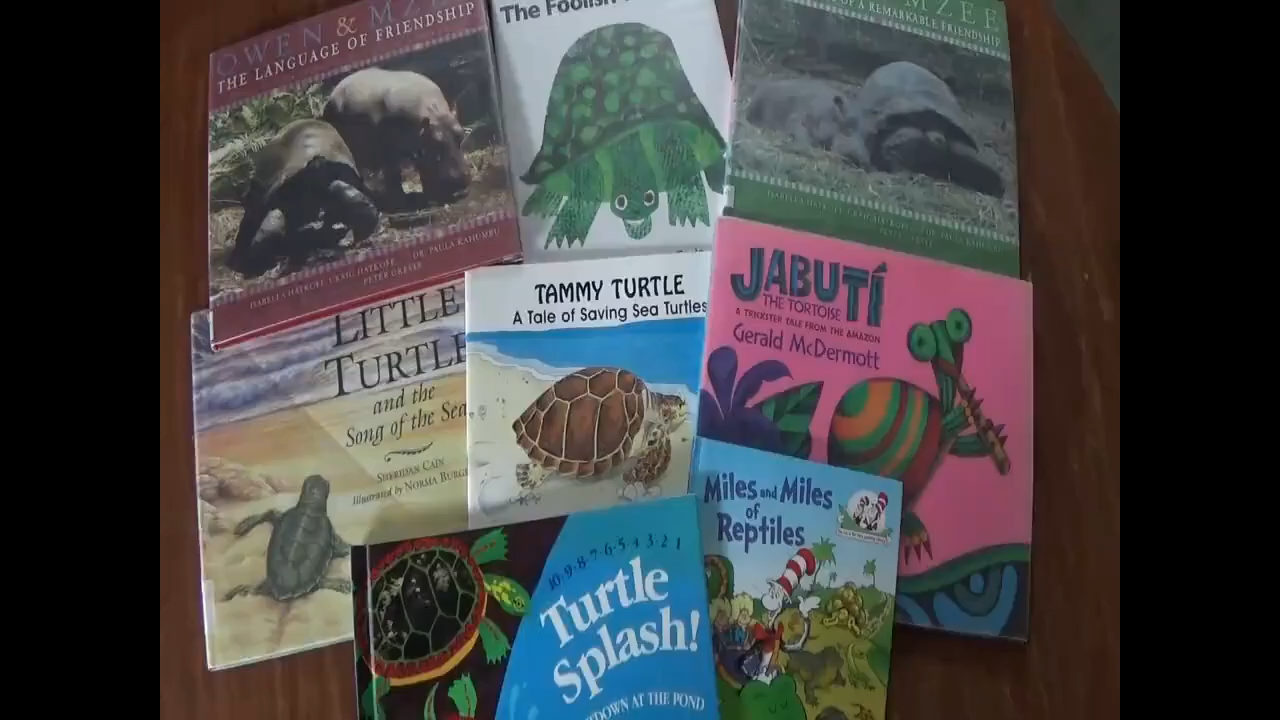 OWEN & MZ
THE LANGUAGE OF FRIENDSHIP
ISABELLA HATKOFF, CRAIG HATKOFF, DR. PAULA KAHUMBU
PETER GRESTE
The Foolish
MZEE
OF A REMARKABLE FRIENDSHIP
LITTLE
TURTLE
and the
Song of the Sea
SHERIDAN CAIN
Illustrated by NORMA BURG
TAMMY TURTLE
A Tale of Saving Sea Turtles
JABUTÍ
THE TORTOISE
A TRICKSTER TALE FROM THE AMAZON
Gerald McDermott
10-9-8-7-6-5-4 3-2 1
Turtle
Splash!
TDOWN AT THE POND
Miles and Miles
of
Reptiles